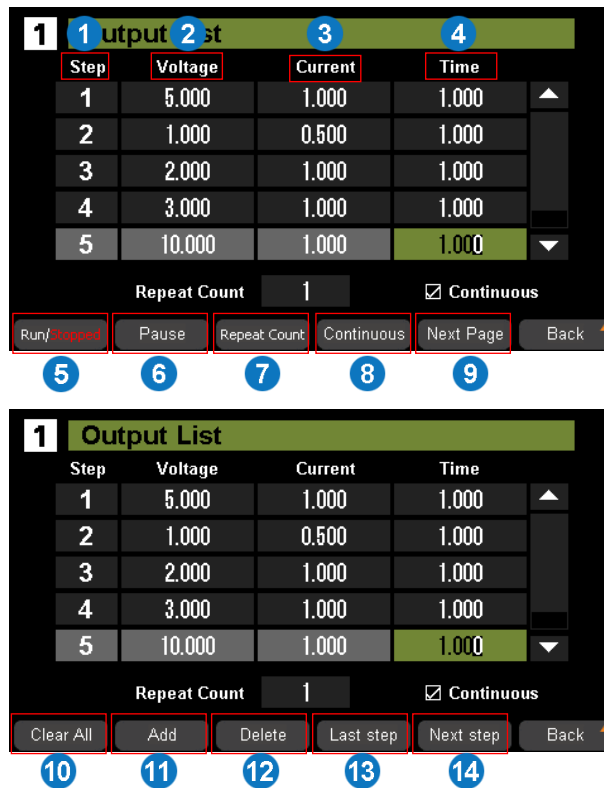 1 Output List
1 2 3 4
Step Voltage Current Time
1 5.000 1.000 1.000
2 1.000 0.500 1.000
3 2.000 1.000 1.000
4 3.000 1.000 1.000
5 10.000 1.000 1.000
Repeat Count 1 Continuous
Run/Stopped Pause Repeat Count Continuous Next Page Back
5 6 7 8 9
1 Output List
Step Voltage Current Time
1 5.000 1.000 1.000
2 1.000 0.500 1.000
3 2.000 1.000 1.000
4 3.000 1.000 1.000
5 10.000 1.000 1.000
Repeat Count 1 Continuous
Clear All Add Delete Last step Next step Back
10 11 12 13 14